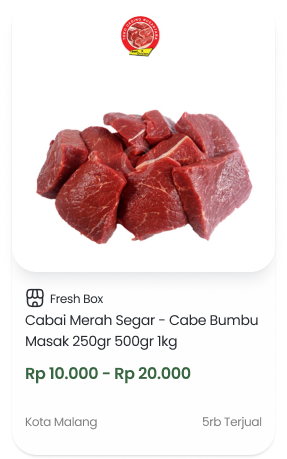 Fresh Box
Cabai Merah Segar - Cabe Bumbu
Masak 250gr 500gr 1kg
Rp 10.000 - Rp 20.000
Kota Malang
5rb Terjual